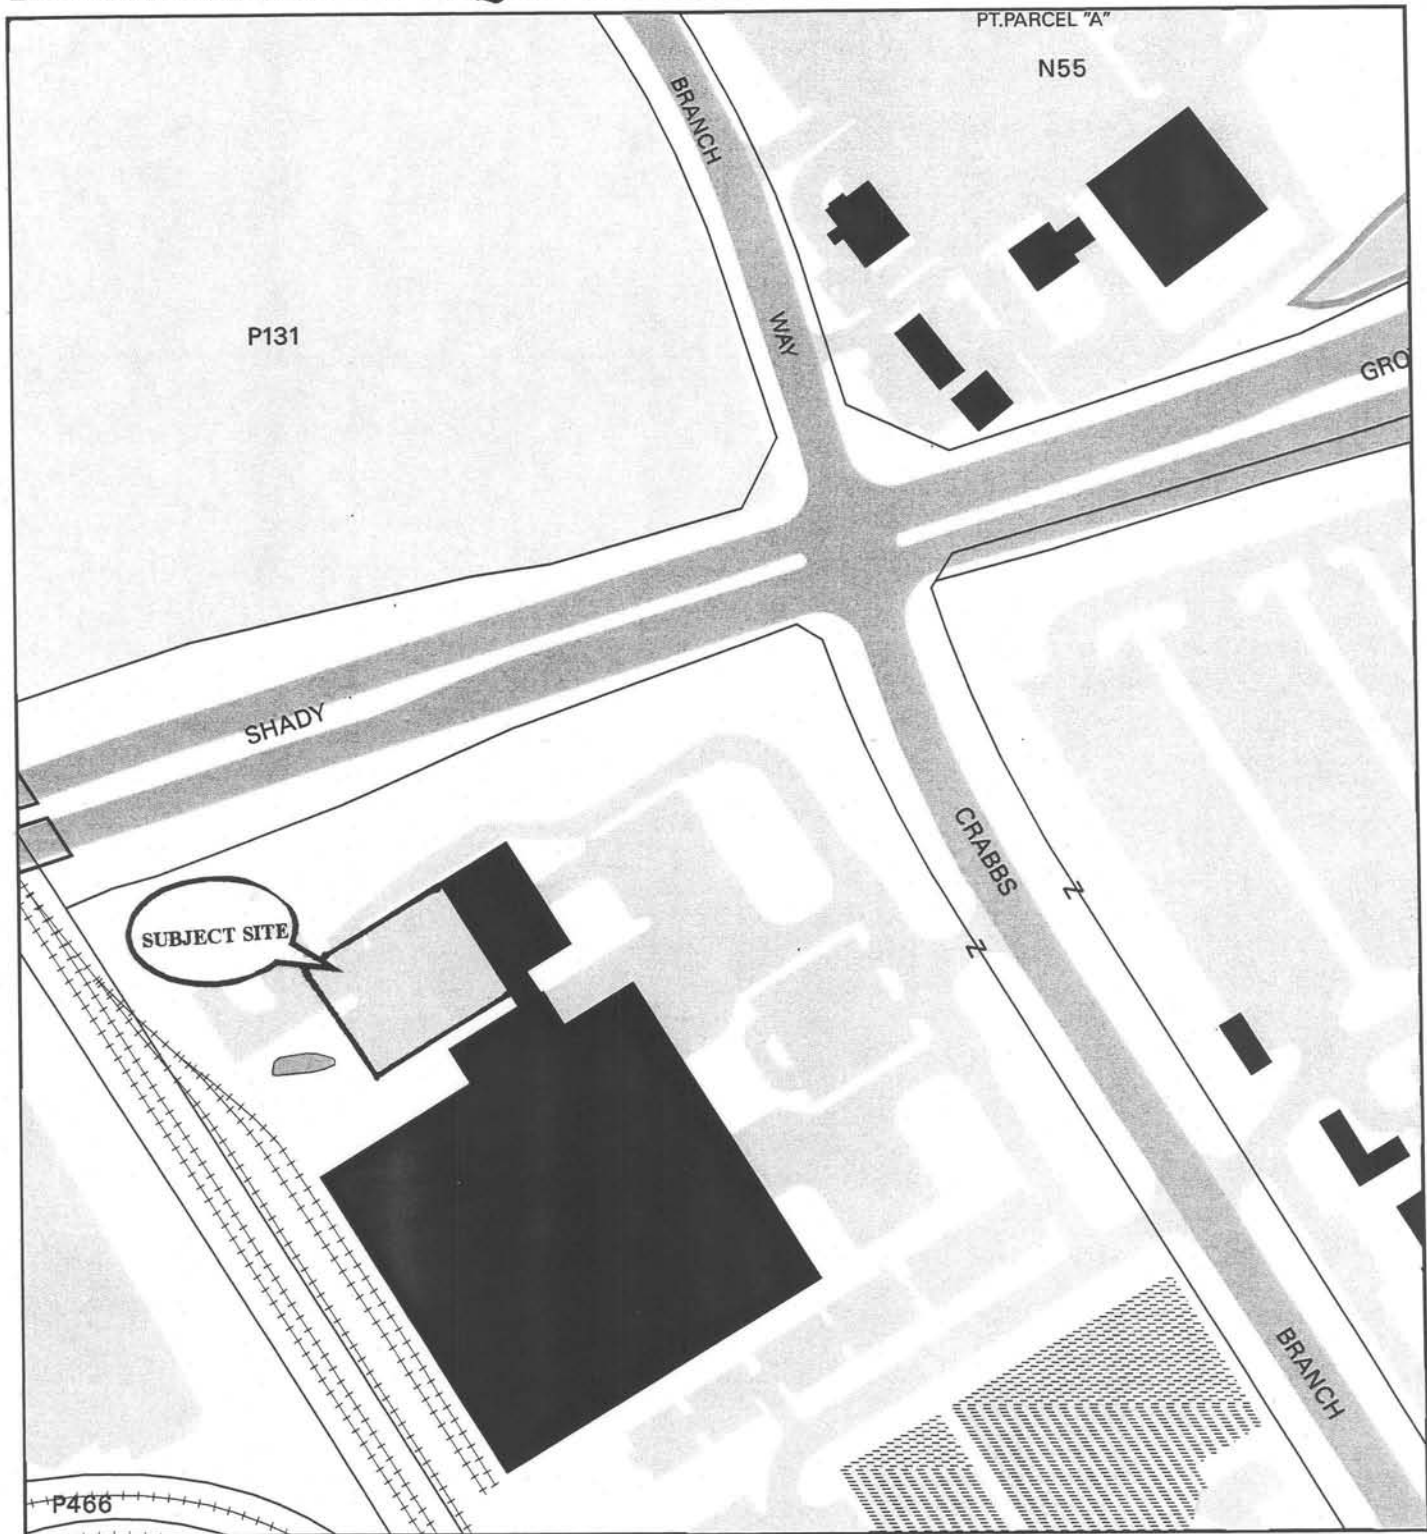 PT.PARCEL "A"
N55
BRANCH
WAY
P131
GRO
SHADY
CRABBS
SUBJECT SITE
Z
Z
BRANCH
P466